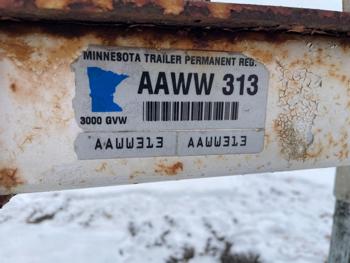 MINNESOTA TRAILER PERMANENT REG.
AAWW 313
3000 GVW
AAWW313 AAWW313